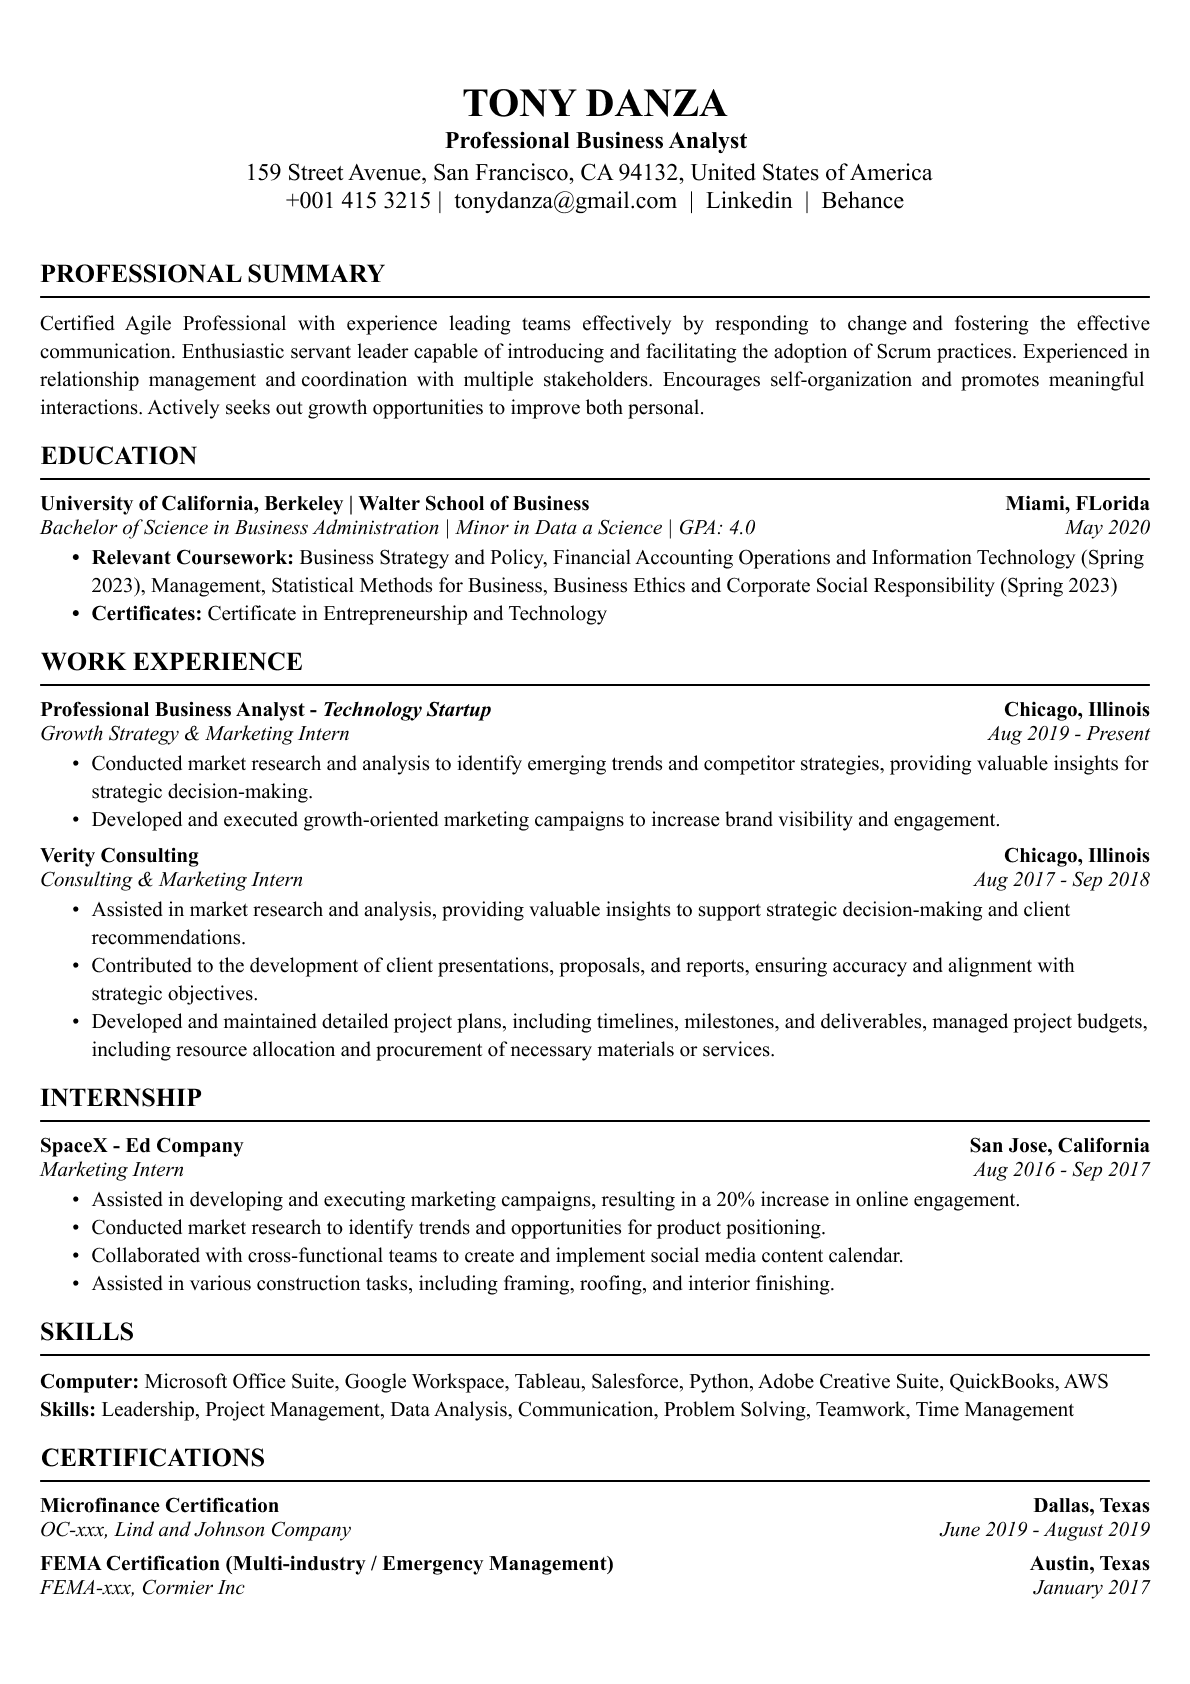 TONY DANZA
Professional Business Analyst
159 Street Avenue, San Francisco, CA 94132, United States of America
+001 415 3215 | tonydanza@gmail.com | Linkedin | Behance
PROFESSIONAL SUMMARY
Certified Agile Professional with experience leading teams effectively by responding to change and fostering the effective
communication. Enthusiastic servant leader capable of introducing and facilitating the adoption of Scrum practices. Experienced in
relationship management and coordination with multiple stakeholders. Encourages self-organization and promotes meaningful
interactions. Actively seeks out growth opportunities to improve both personal.
EDUCATION
University of California, Berkeley | Walter School of Business Miami, FLorida
Bachelor of Science in Business Administration | Minor in Data a Science | GPA: 4.0 May 2020
• Relevant Coursework: Business Strategy and Policy, Financial Accounting Operations and Information Technology (Spring
2023), Management, Statistical Methods for Business, Business Ethics and Corporate Social Responsibility (Spring 2023)
• Certificates: Certificate in Entrepreneurship and Technology
WORK EXPERIENCE
Professional Business Analyst - Technology Startup Chicago, Illinois
Growth Strategy & Marketing Intern Aug 2019 - Present
• Conducted market research and analysis to identify emerging trends and competitor strategies, providing valuable insights for
strategic decision-making.
• Developed and executed growth-oriented marketing campaigns to increase brand visibility and engagement.
Verity Consulting Chicago, Illinois
Consulting & Marketing Intern Aug 2017 - Sep 2018
• Assisted in market research and analysis, providing valuable insights to support strategic decision-making and client
recommendations.
• Contributed to the development of client presentations, proposals, and reports, ensuring accuracy and alignment with
strategic objectives.
• Developed and maintained detailed project plans, including timelines, milestones, and deliverables, managed project budgets,
including resource allocation and procurement of necessary materials or services.
INTERNSHIP
SpaceX - Ed Company San Jose, California
Marketing Intern Aug 2016 - Sep 2017
• Assisted in developing and executing marketing campaigns, resulting in a 20% increase in online engagement.
• Conducted market research to identify trends and opportunities for product positioning.
• Collaborated with cross-functional teams to create and implement social media content calendar.
• Assisted in various construction tasks, including framing, roofing, and interior finishing.
SKILLS
Computer: Microsoft Office Suite, Google Workspace, Tableau, Salesforce, Python, Adobe Creative Suite, QuickBooks, AWS
Skills: Leadership, Project Management, Data Analysis, Communication, Problem Solving, Teamwork, Time Management
CERTIFICATIONS
Microfinance Certification Dallas, Texas
OC-xxx, Lind and Johnson Company June 2019 - August 2019
FEMA Certification (Multi-industry / Emergency Management) Austin, Texas
FEMA-xxx, Cormier Inc January 2017